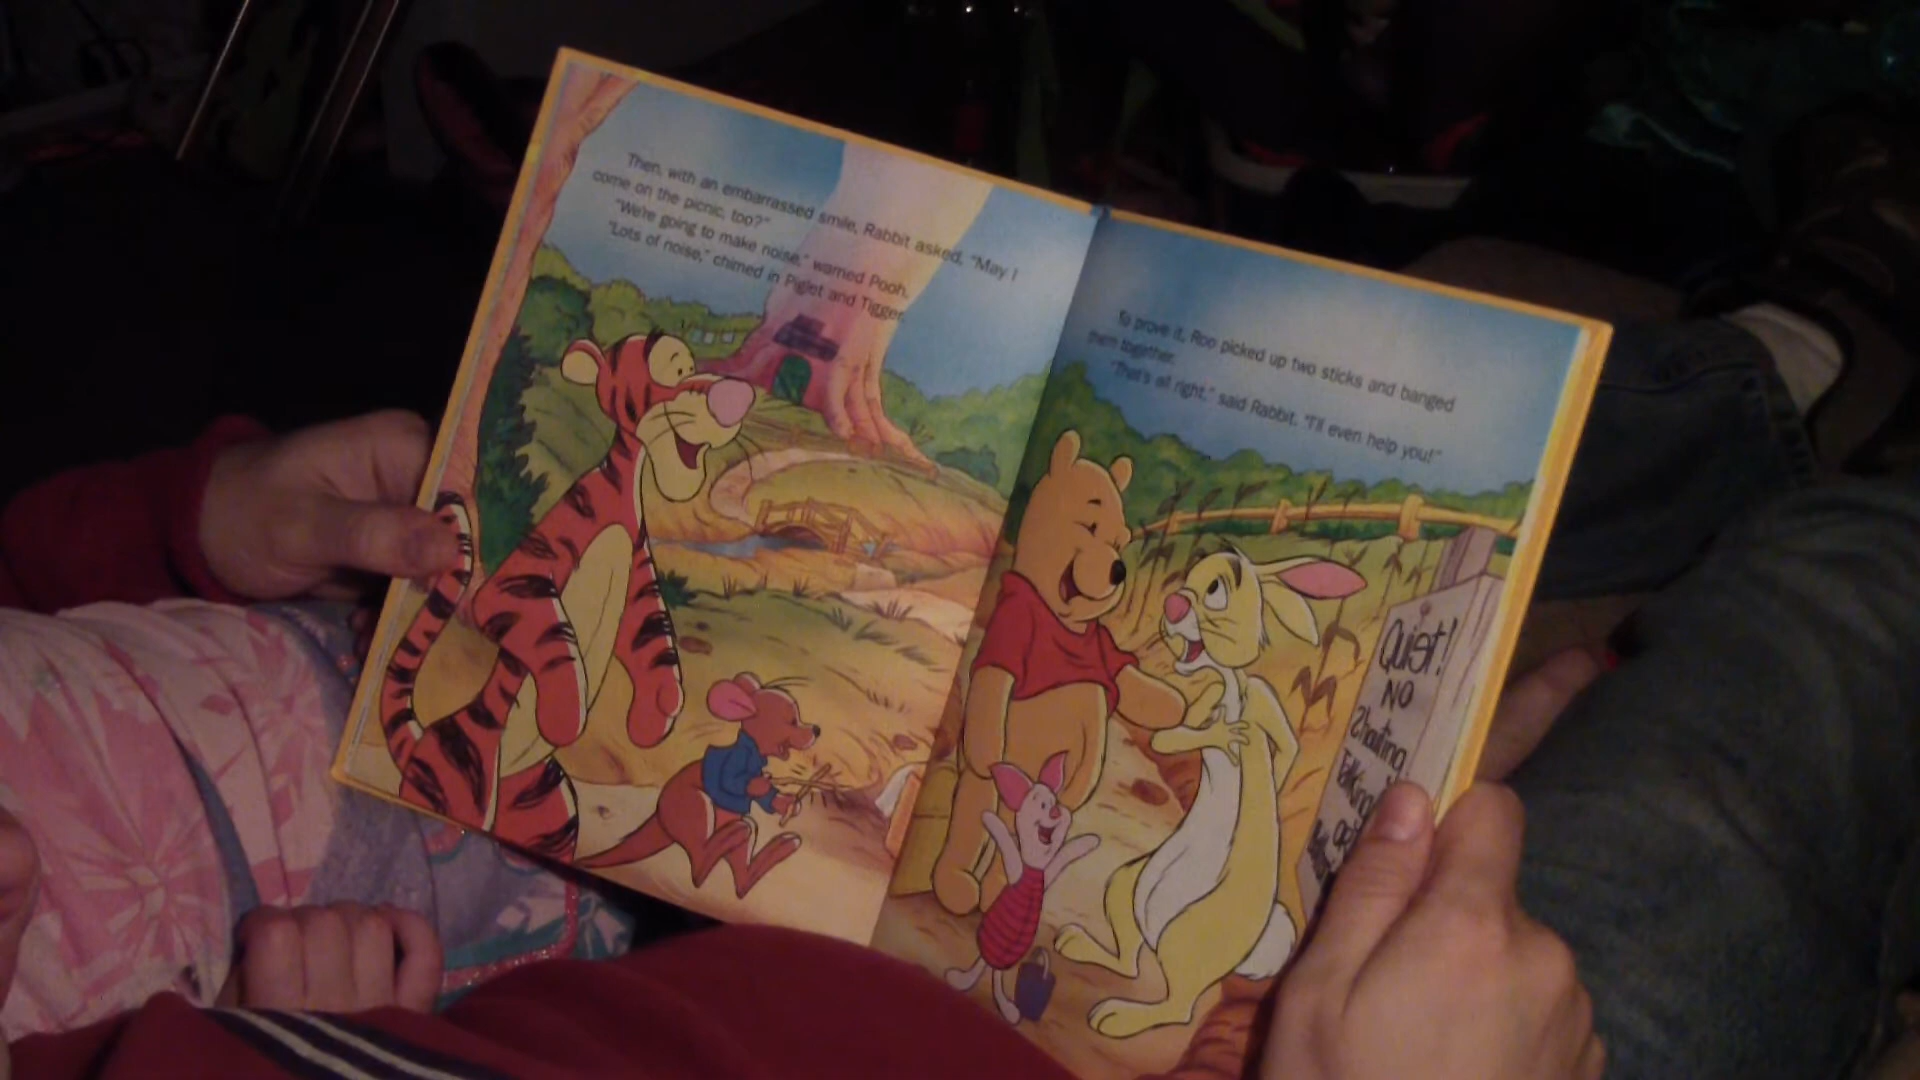 Then, with an embarrassed smile, Rabbit asked, "May I
come on the picnic, too?"
"We're going to make noise," warned Pooh.
"Lots of noise," chimed in Piglet and Tigger.
To prove it, Roo picked up two sticks and banged
them together.
"That's all right," said Rabbit. "I'll even help you!"
Quiet!
NO
Shouting
Talking